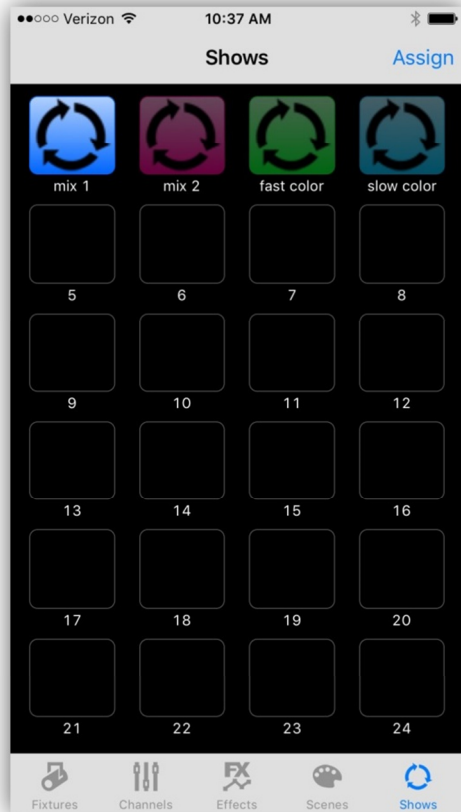 Verizon 10:37 AM
Shows Assign
mix 1 mix 2 fast color slow color
5 6 7 8
9 10 11 12
13 14 15 16
17 18 19 20
21 22 23 24
FX
Fixtures Channels Effects Scenes Shows